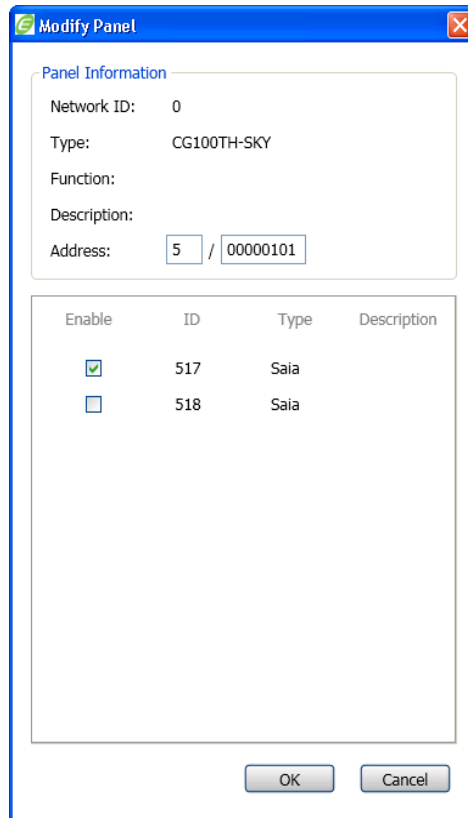 Modify Panel
Panel Information
Network ID: 0
Type: CG100TH-SKY
Function:
Description:
Address: 5 / 00000101
Enable ID Type Description
517 Saia
518 Saia
OK Cancel